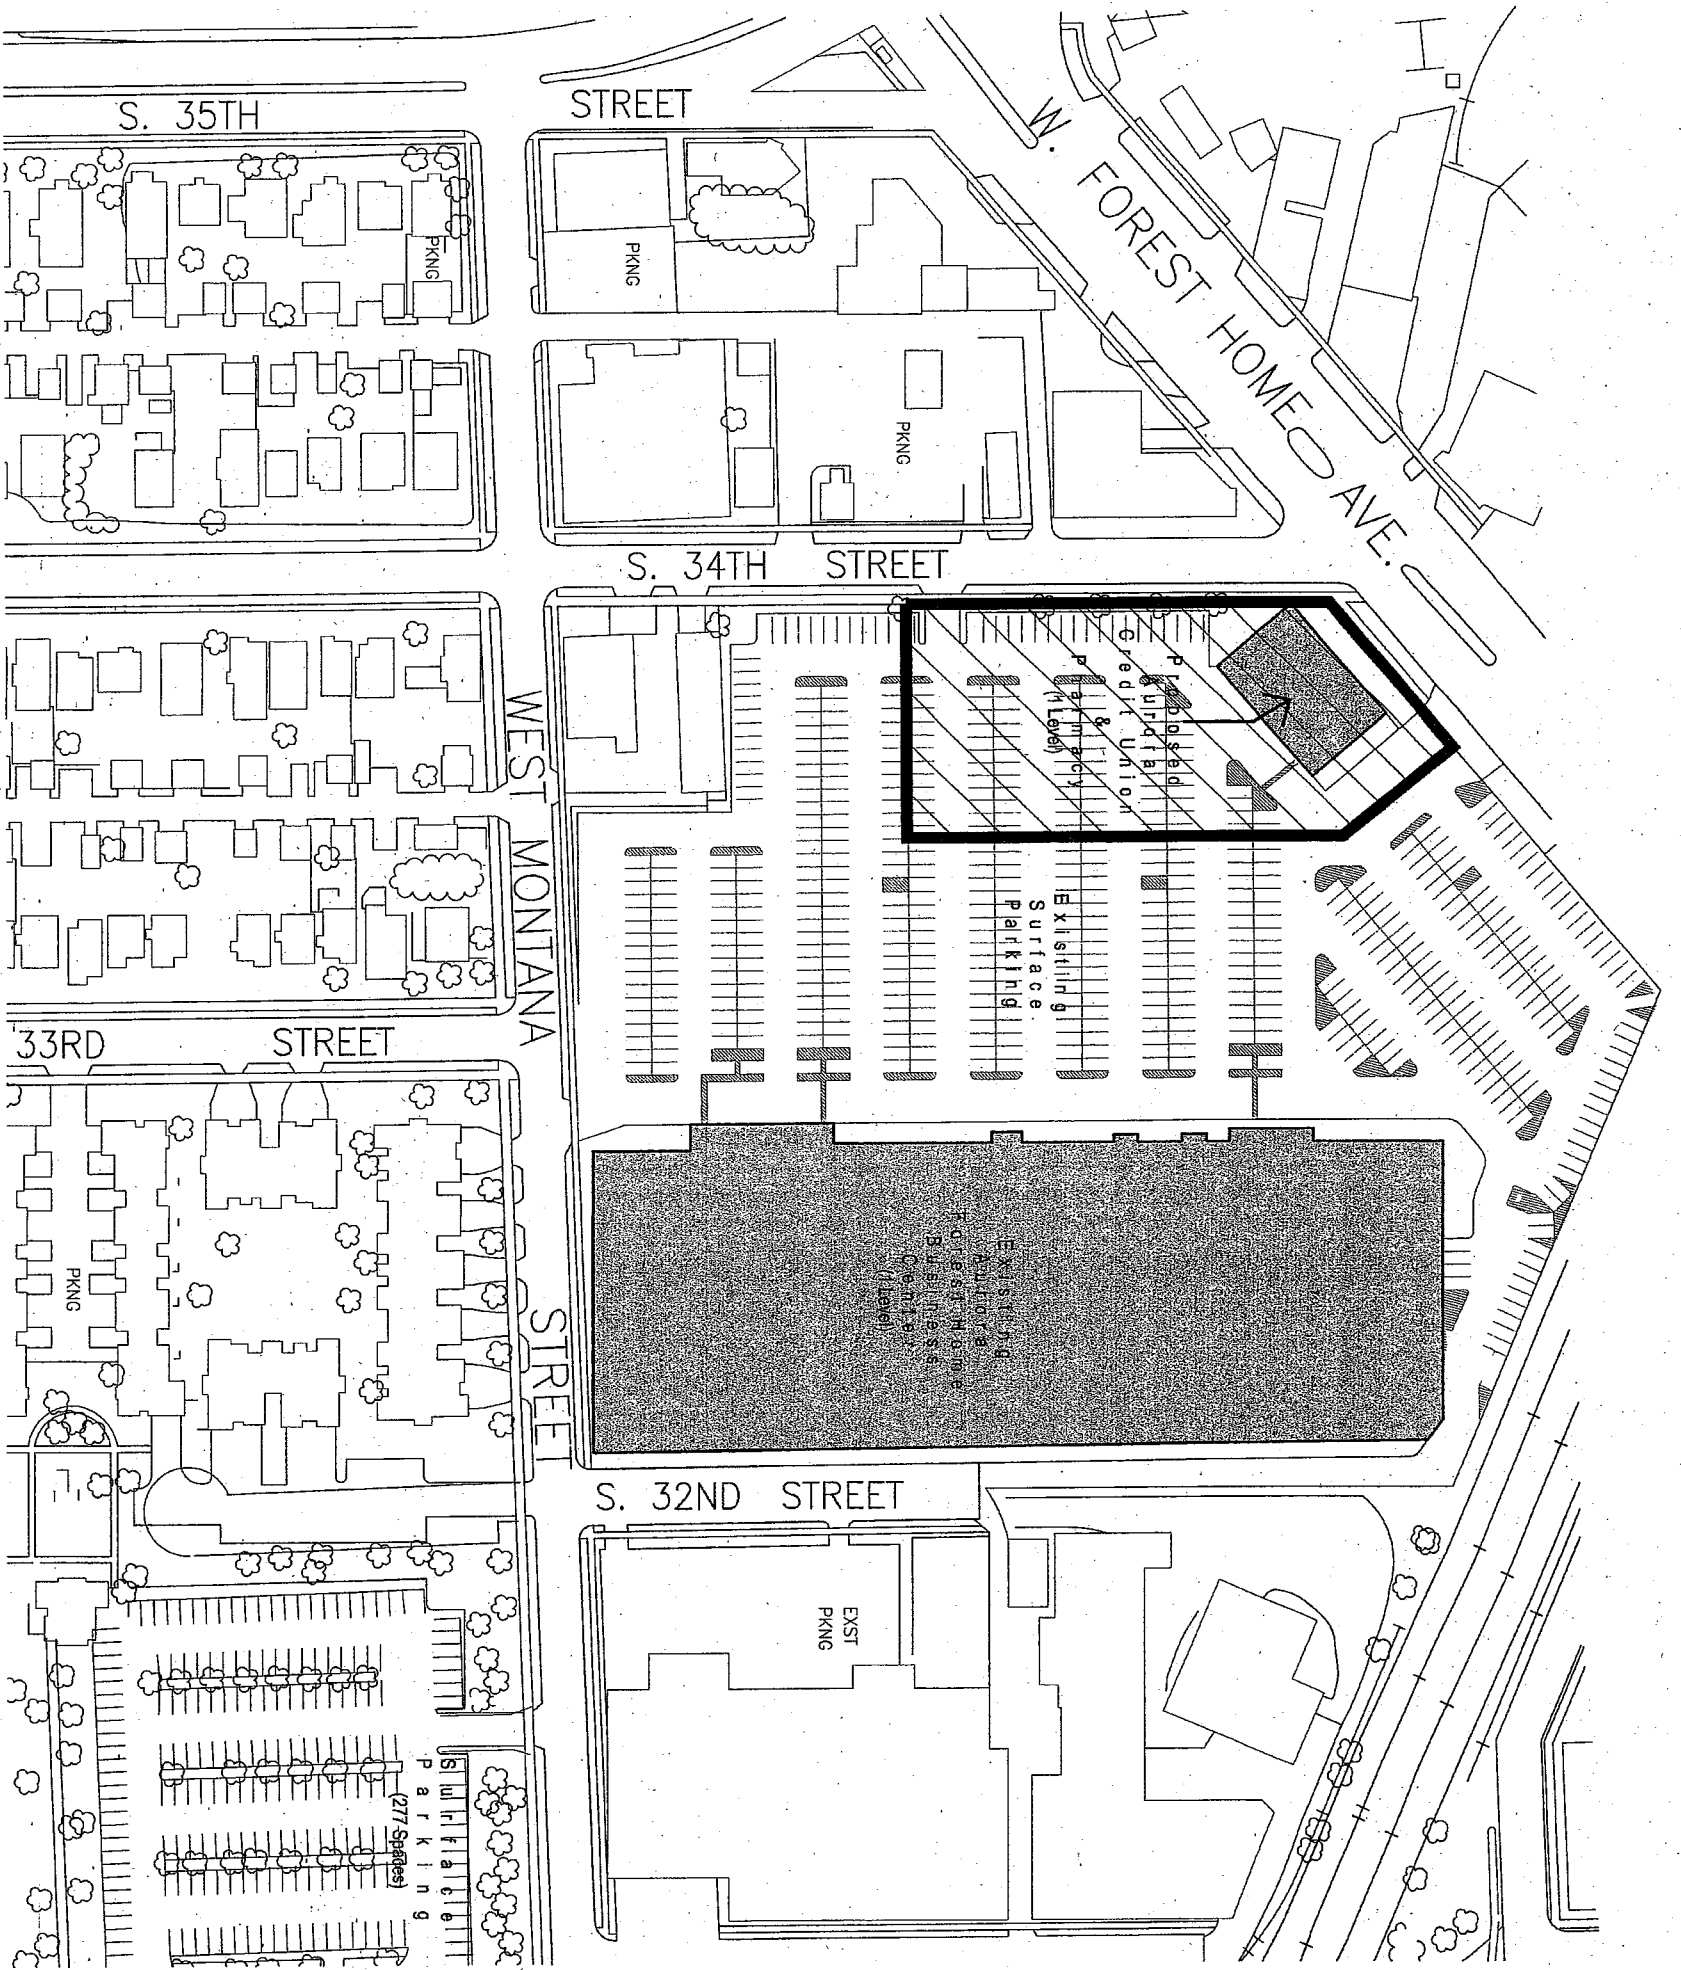 S. 35TH STREET
W. FOREST HOME AVE.
PKNG
PKNG
PKNG
S. 34TH STREET
WEST MONTANA STREET
Proposed
Aurora
Credit Union
&
Pharmacy
(1 Level)
Existing
Surface
Parking
33RD STREET
PKNG
Existing
Aurora
Forest Home
Business
Center
(1 Level)
S. 32ND STREET
EXST
PKNG
Surface
Parking
(277 Spaces)